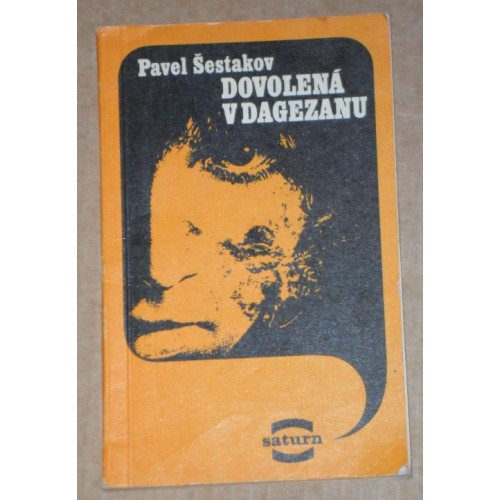 Pavel Šestakov
DOVOLENÁ
V DAGEZANU
saturn